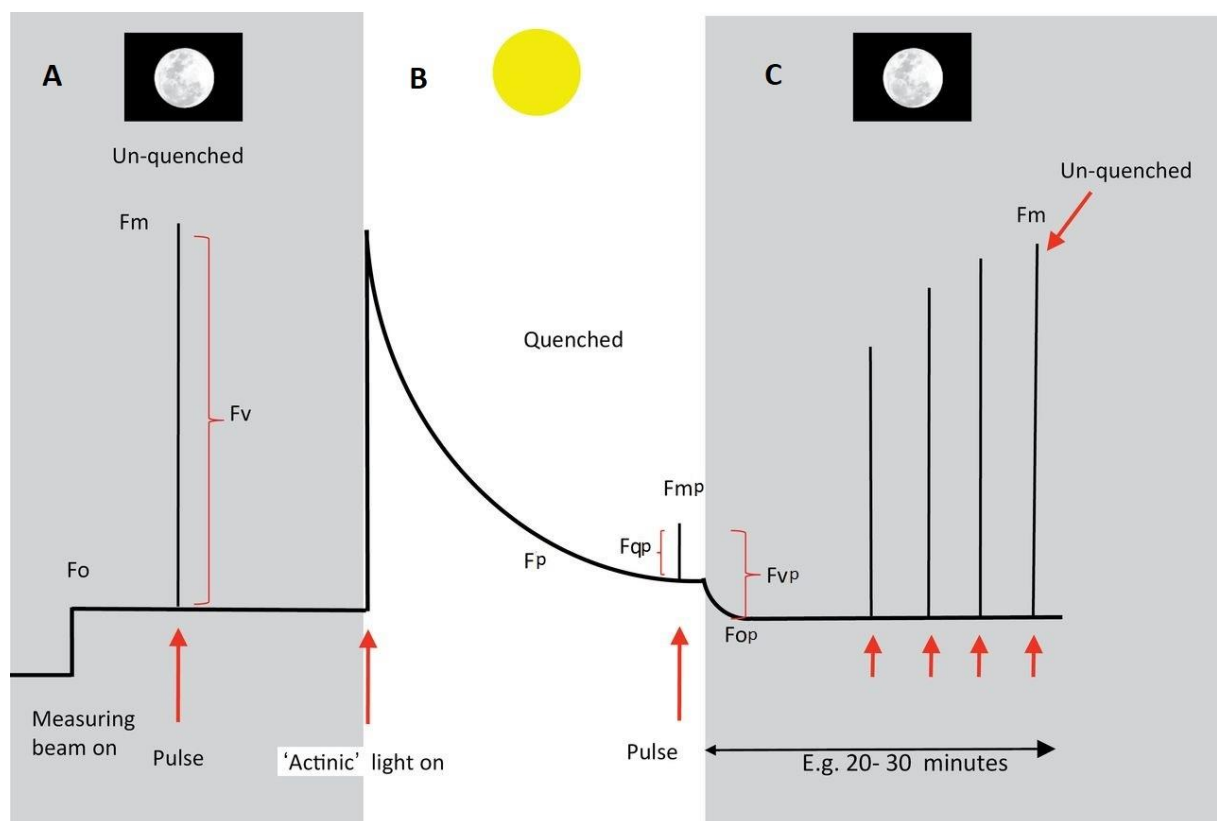 A
Un-quenched
Fm
Fv
Fo
Measuring
beam on
Pulse
'Actinic' light on
B
Quenched
Fp
Fmp
Fqp
Pulse
Fvp
Fop
C
Un-quenched
Fm
E.g. 20- 30 minutes